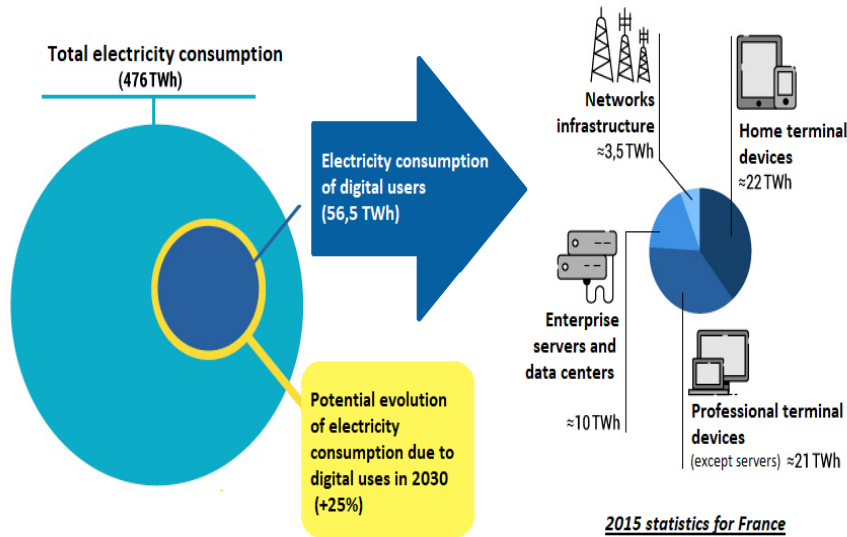 Total electricity consumption
(476 TWh)
Electricity consumption
of digital users
(56,5 TWh)
Potential evolution
of electricity
consumption due to
digital uses in 2030
(+25%)
Networks
infrastructure
≈3,5 TWh
Home terminal
devices
≈22 TWh
Enterprise
servers and
data centers
≈10 TWh
Professional terminal
devices
(except servers) ≈21 TWh
2015 statistics for France